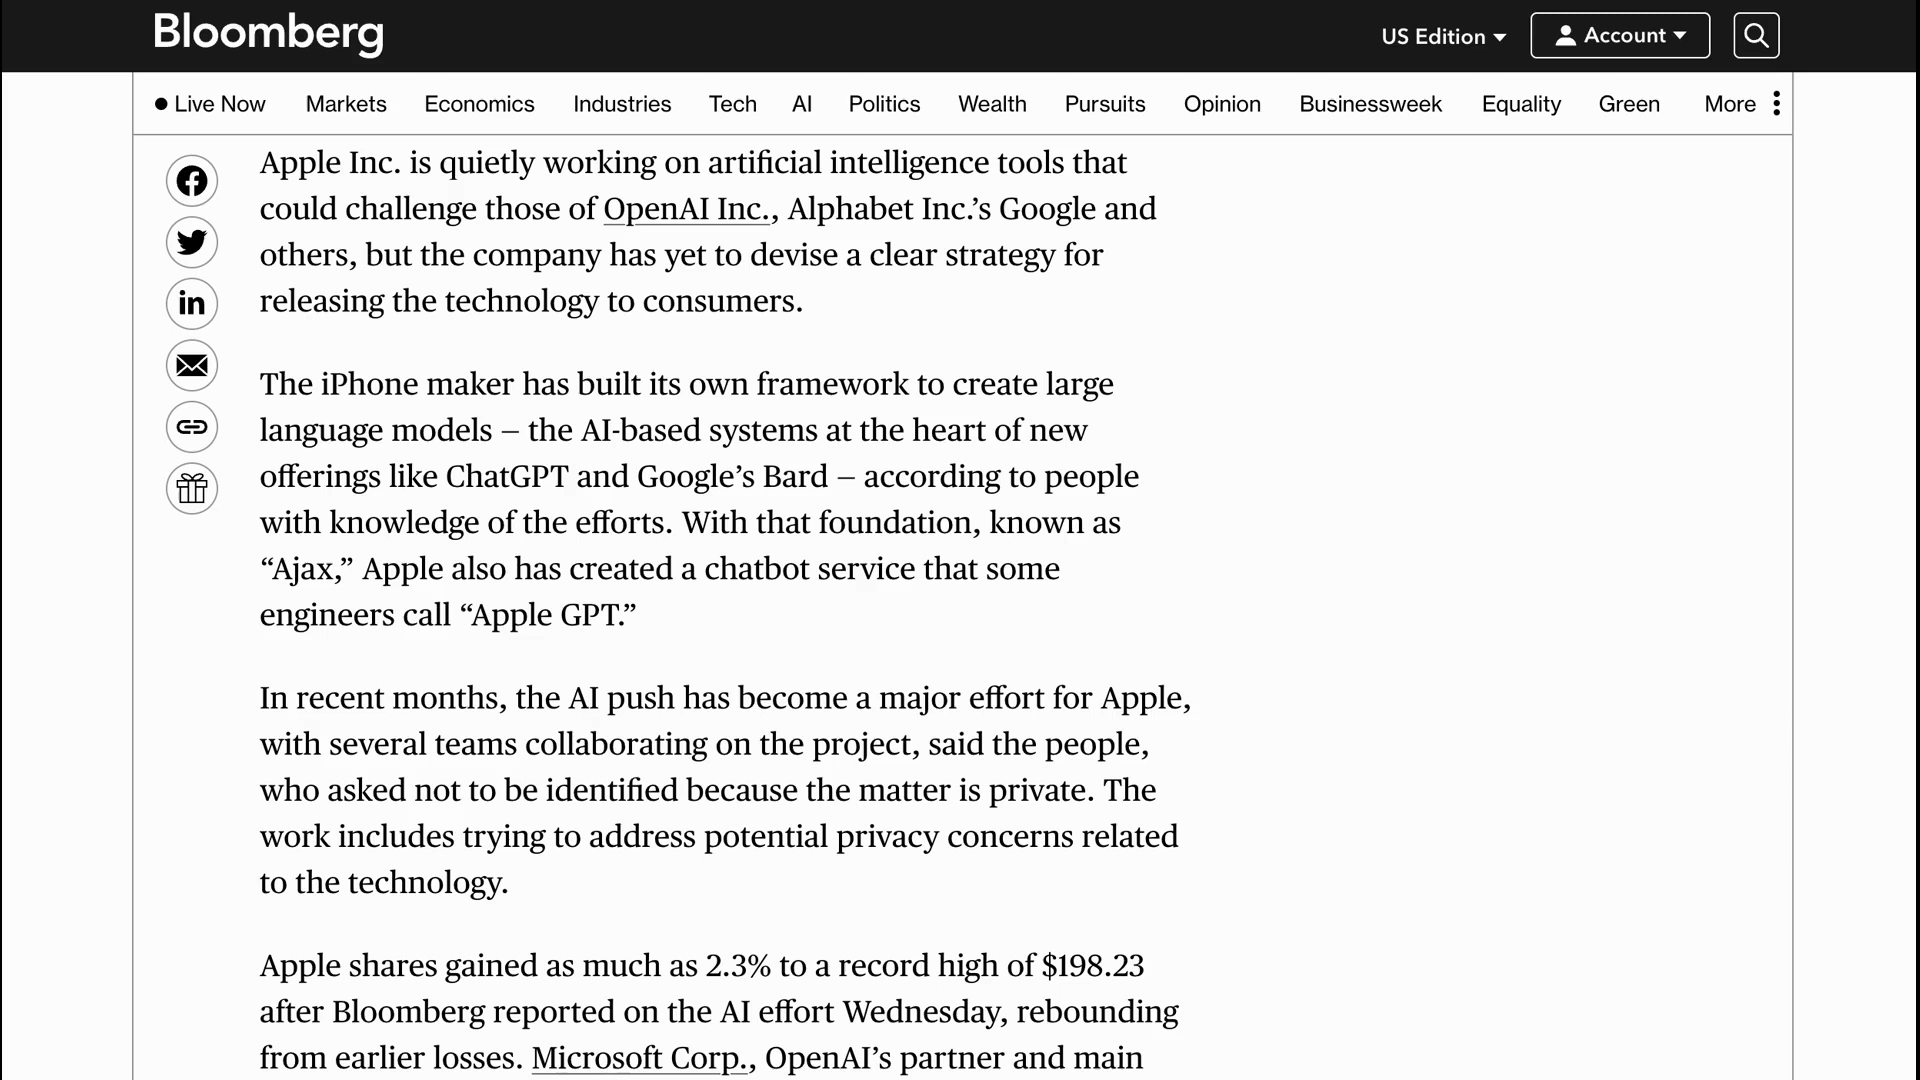 Bloomberg
US Edition
Account
Live Now
Markets
Economics
Industries
Tech
AI
Politics
Wealth
Pursuits
Opinion
Businessweek
Equality
Green
More
Apple Inc. is quietly working on artificial intelligence tools that
could challenge those of OpenAI Inc., Alphabet Inc.’s Google and
others, but the company has yet to devise a clear strategy for
releasing the technology to consumers.
The iPhone maker has built its own framework to create large
language models – the AI-based systems at the heart of new
offerings like ChatGPT and Google’s Bard – according to people
with knowledge of the efforts. With that foundation, known as
“Ajax,” Apple also has created a chatbot service that some
engineers call “Apple GPT.”
In recent months, the AI push has become a major effort for Apple,
with several teams collaborating on the project, said the people,
who asked not to be identified because the matter is private. The
work includes trying to address potential privacy concerns related
to the technology.
Apple shares gained as much as 2.3% to a record high of $198.23
after Bloomberg reported on the AI effort Wednesday, rebounding
from earlier losses. Microsoft Corp., OpenAI’s partner and main